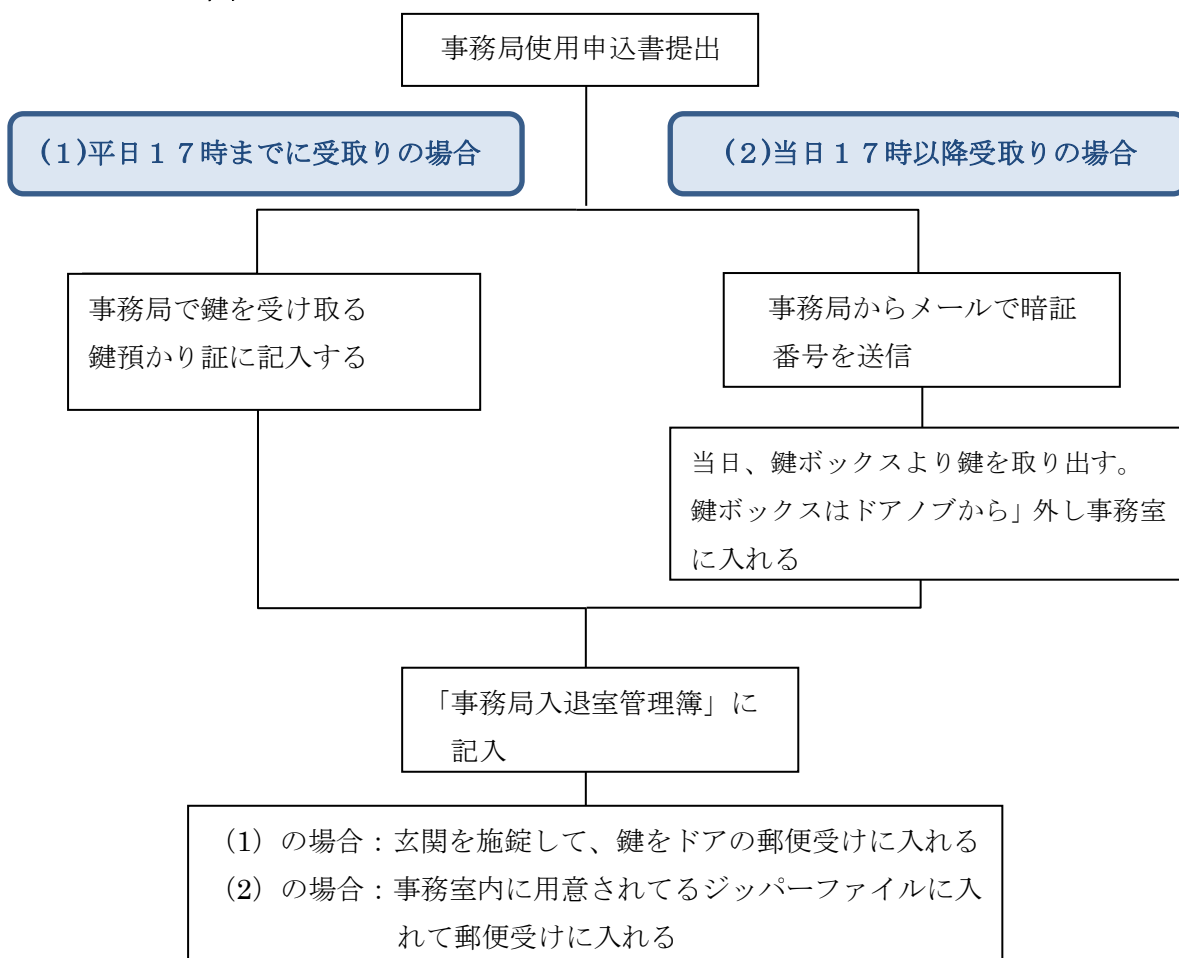 事務局使用申込書提出
(1)平日１７時までに受取りの場合
(2)当日１７時以降受取りの場合
事務局で鍵を受け取る
鍵預かり証に記入する
事務局からメールで暗証
番号を送信
当日、鍵ボックスより鍵を取り出す。
鍵ボックスはドアノブから」外し事務室
に入れる
「事務局入退室管理簿」に
記入
（1）の場合：玄関を施錠して、鍵をドアの郵便受けに入れる
（2）の場合：事務室内に用意されてるジッパーファイルに入
れて郵便受けに入れる